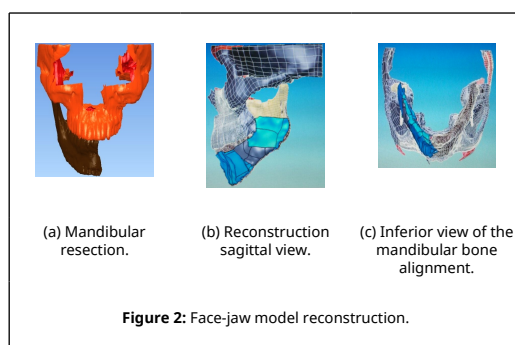 (a) Mandibular
resection.
(b) Reconstruction
sagittal view.
(c) Inferior view of the
mandibular bone
alignment.
Figure 2: Face-jaw model reconstruction.